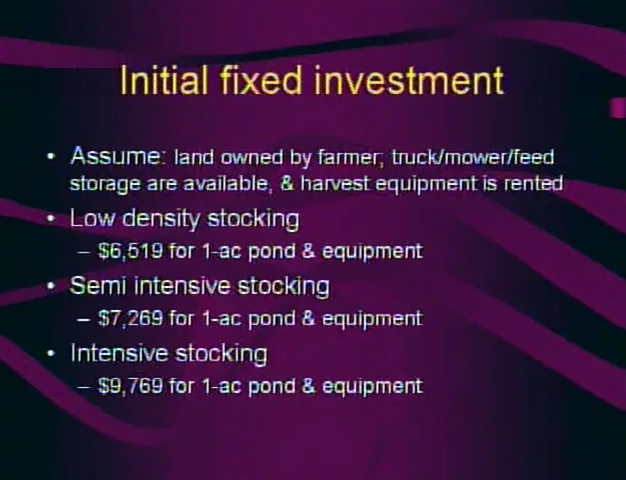 Initial fixed investment
• Assume: land owned by farmer, truck/mower/feed
storage are available, & harvest equipment is rented
• Low density stocking
– $6,519 for 1-ac pond & equipment
• Semi intensive stocking
– $7,269 for 1-ac pond & equipment
• Intensive stocking
– $9,769 for 1-ac pond & equipment